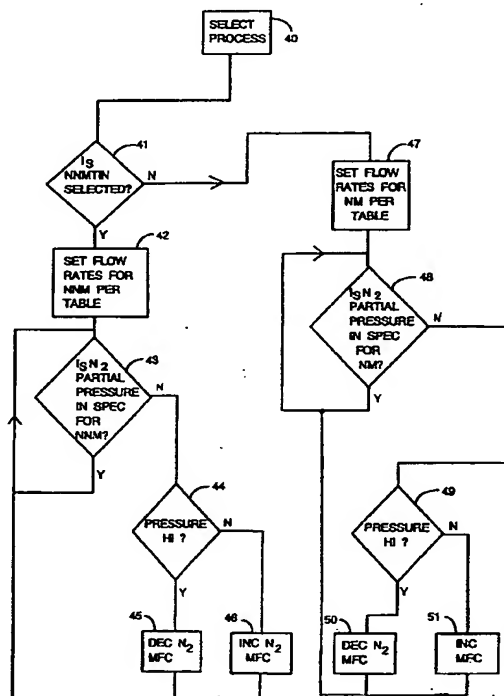 SELECT
PROCESS
40
41
IS
NNMTIN
SELECTED?
N
Y
42
SET FLOW
RATES FOR
NNM PER
TABLE
43
IS N2
PARTIAL
PRESSURE
IN SPEC
FOR
NNM?
N
Y
44
PRESSURE
HI ?
N
Y
45
DEC N2
MFC
46
INC N2
MFC
47
SET FLOW
RATES FOR
NM PER
TABLE
48
IS N2
PARTIAL
PRESSURE
IN SPEC
FOR
NM?
N
Y
49
PRESSURE
HI ?
N
Y
50
DEC N2
MFC
51
INC
MFC